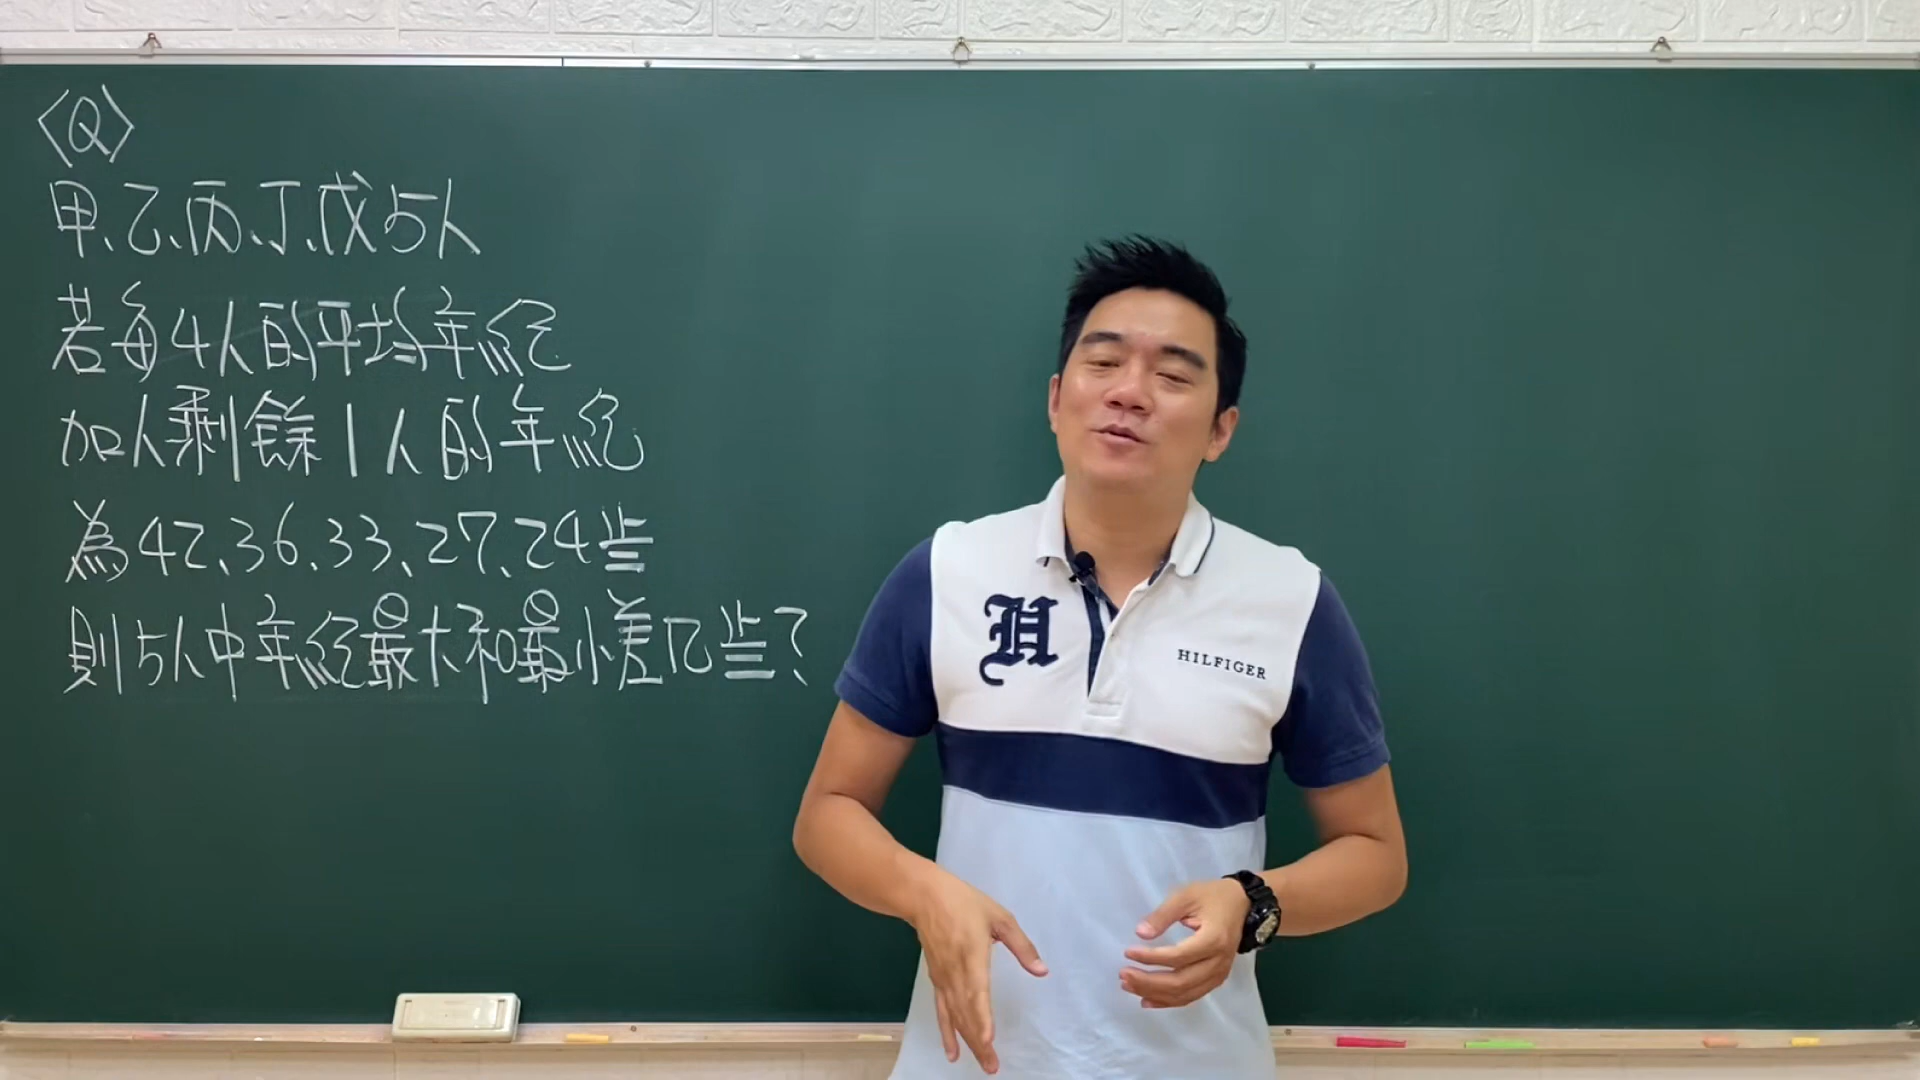 〈Q〉
甲、乙、丙、丁、戊5人
若每4人的平均年紀
加人剩餘1人的年紀
為42、36、33、27、24歲
則5人中年紀最大和最小差几歲?
H
HILFIGER